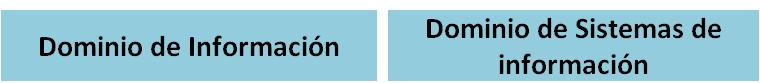 Dominio de Información
Dominio de Sistemas de
información